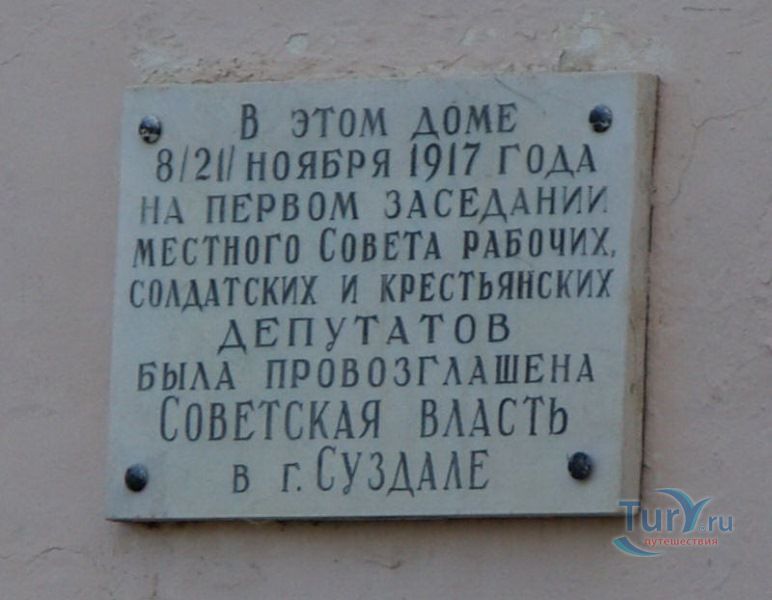 В этом доме
8/21/ ноября 1917 года
на первом заседании
местного Совета рабочих,
солдатских и крестьянских
депутатов
была провозглашена
Советская власть
в г. Суздале
Tury.ru
путешествия